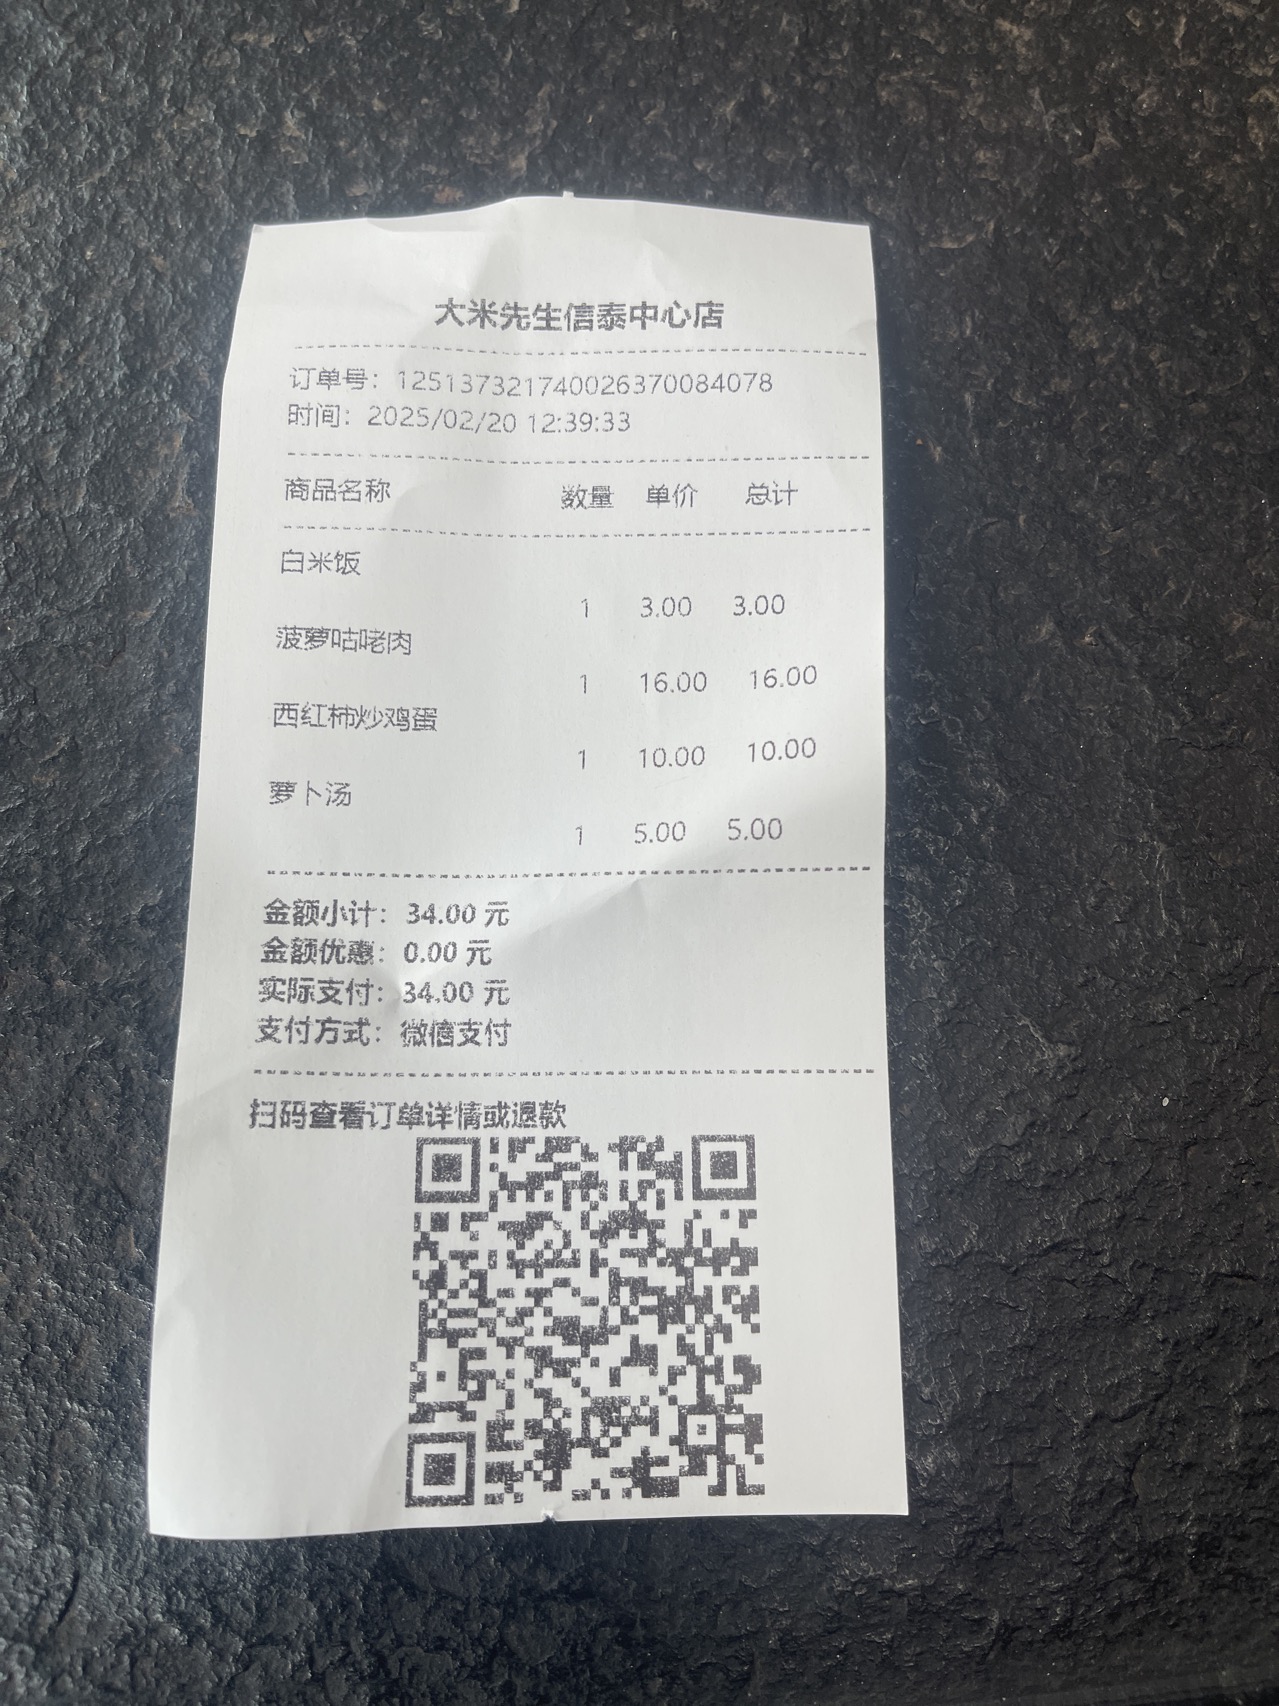 大米先生信泰中心店
订单号：125137321740026370084078
时间：2025/02/20 12:39:33
商品名称 数量 单价 总计
白米饭
1 3.00 3.00
菠萝咕咾肉
1 16.00 16.00
西红柿炒鸡蛋
1 10.00 10.00
萝卜汤
1 5.00 5.00
金额小计：34.00 元
金额优惠：0.00 元
实际支付：34.00 元
支付方式：微信支付
扫码查看订单详情或退款